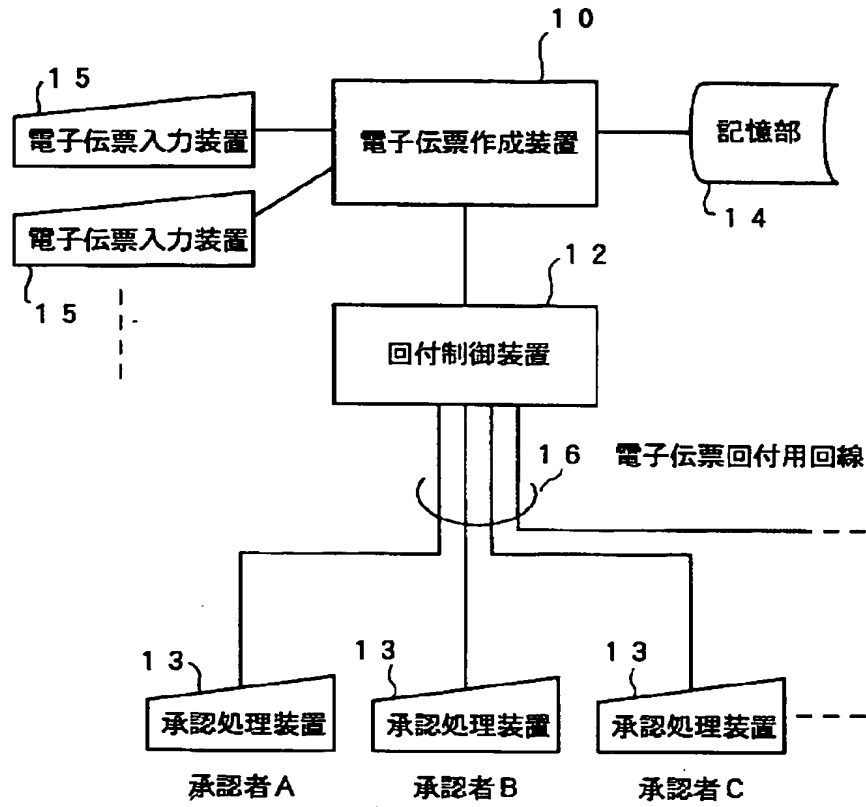 10
15
電子伝票入力装置
電子伝票作成装置
記憶部
14
電子伝票入力装置
15
12
回付制御装置
16
電子伝票回付用回線
13
承認処理装置
承認者A
13
承認処理装置
承認者B
13
承認処理装置
承認者C